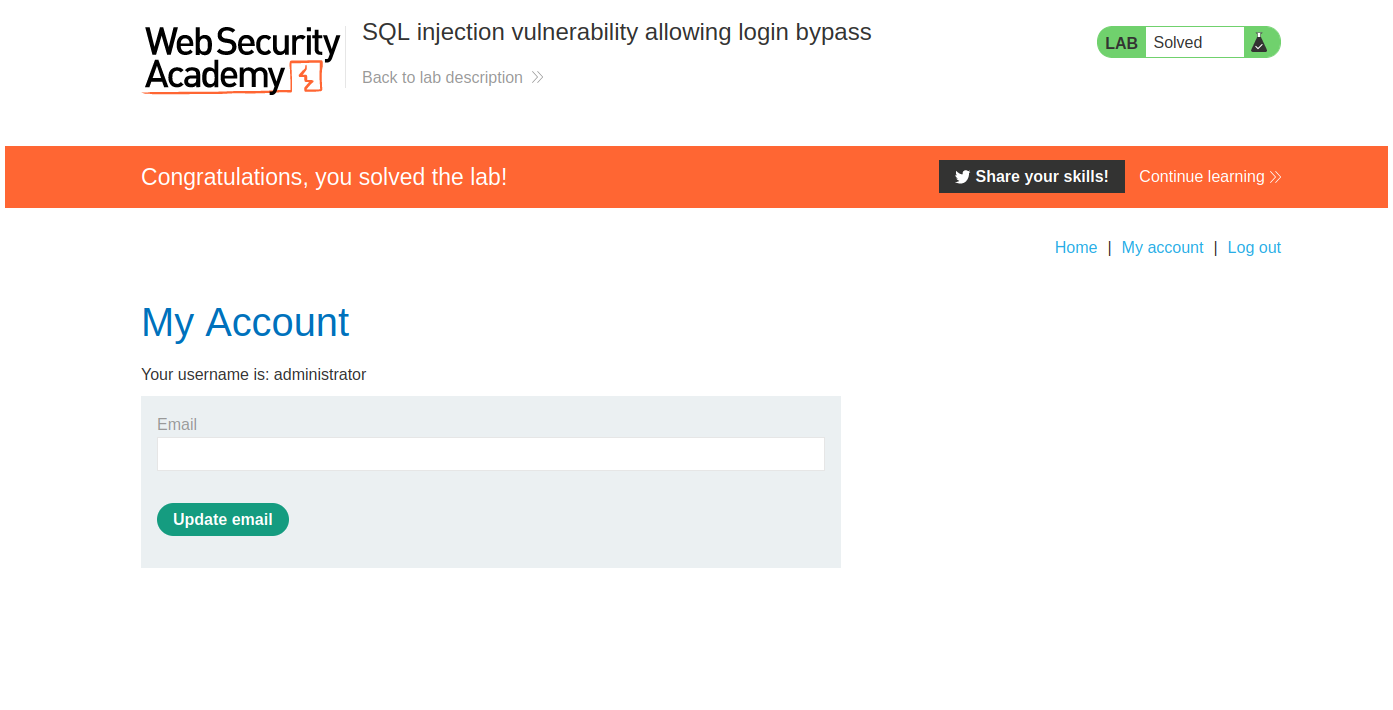 Web Security
Academy
SQL injection vulnerability allowing login bypass
Back to lab description
LAB Solved
Congratulations, you solved the lab!
Share your skills! Continue learning
Home | My account | Log out
My Account
Your username is: administrator
Email
Update email